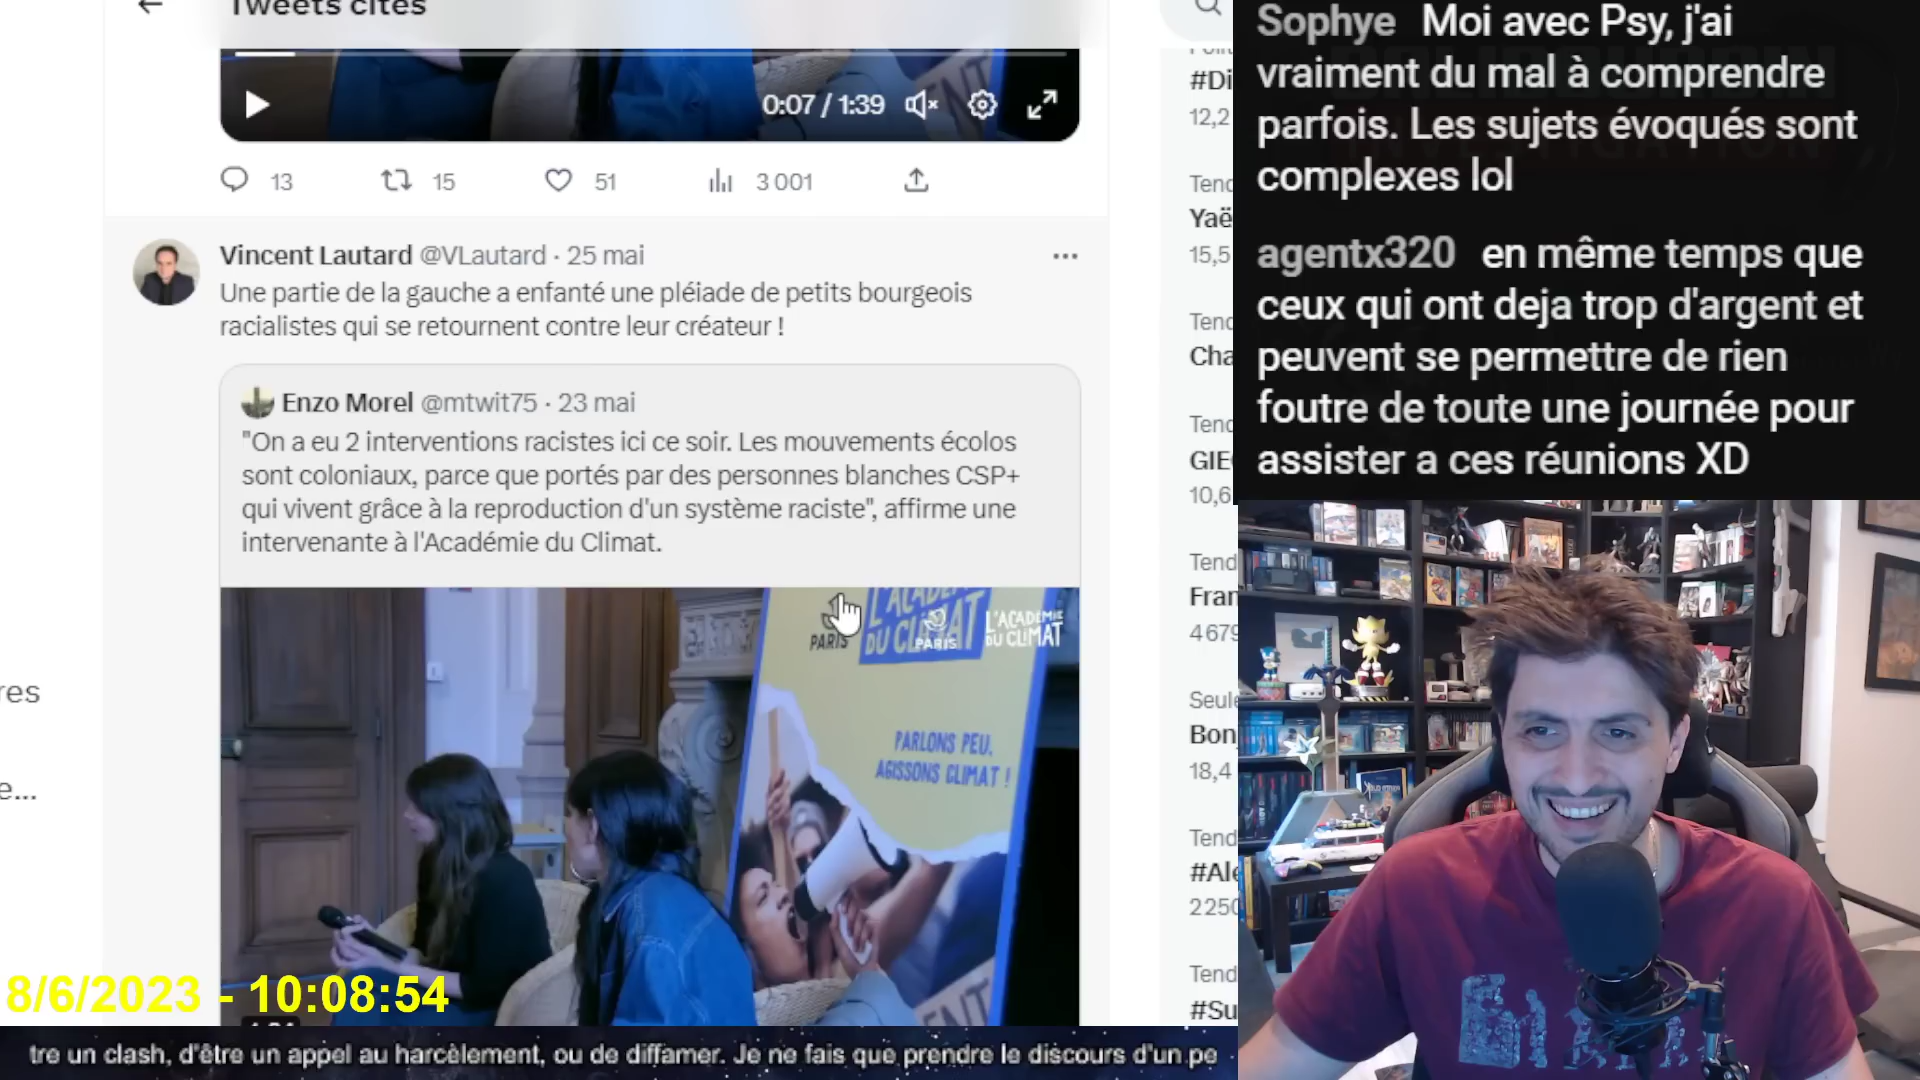 Tweets cités
0:07 / 1:39
13
15
51
3 001
Vincent Lautard @VLautard · 25 mai
Une partie de la gauche a enfanté une pléiade de petits bourgeois
racialistes qui se retournent contre leur créateur !
Enzo Morel @mtwit75 · 23 mai
"On a eu 2 interventions racistes ici ce soir. Les mouvements écolos
sont coloniaux, parce que portés par des personnes blanches CSP+
qui vivent grâce à la reproduction d'un système raciste", affirme une
intervenante à l'Académie du Climat.
L'ACADÉMIE
DU CLIMAT
PARIS
PARIS
L'ACADÉMIE
DU CLIMAT
PARLONS PEU,
AGISSONS CLIMAT !
res
e...
8/6/2023 - 10:08:54
tre un clash, d'être un appel au harcèlement, ou de diffamer. Je ne fais que prendre le discours d'un pe
#Di
12,2
Tend
Yaë
15,5
Tend
Cha
Tend
GIE
10,6
Tend
Fran
4 679
Seule
Bon
18,4
Tend
#Ale
2 250
Tend
#Su
Sophye Moi avec Psy, j'ai
vraiment du mal à comprendre
parfois. Les sujets évoqués sont
complexes lol
agentx320 en même temps que
ceux qui ont deja trop d'argent et
peuvent se permettre de rien
foutre de toute une journée pour
assister a ces réunions XD